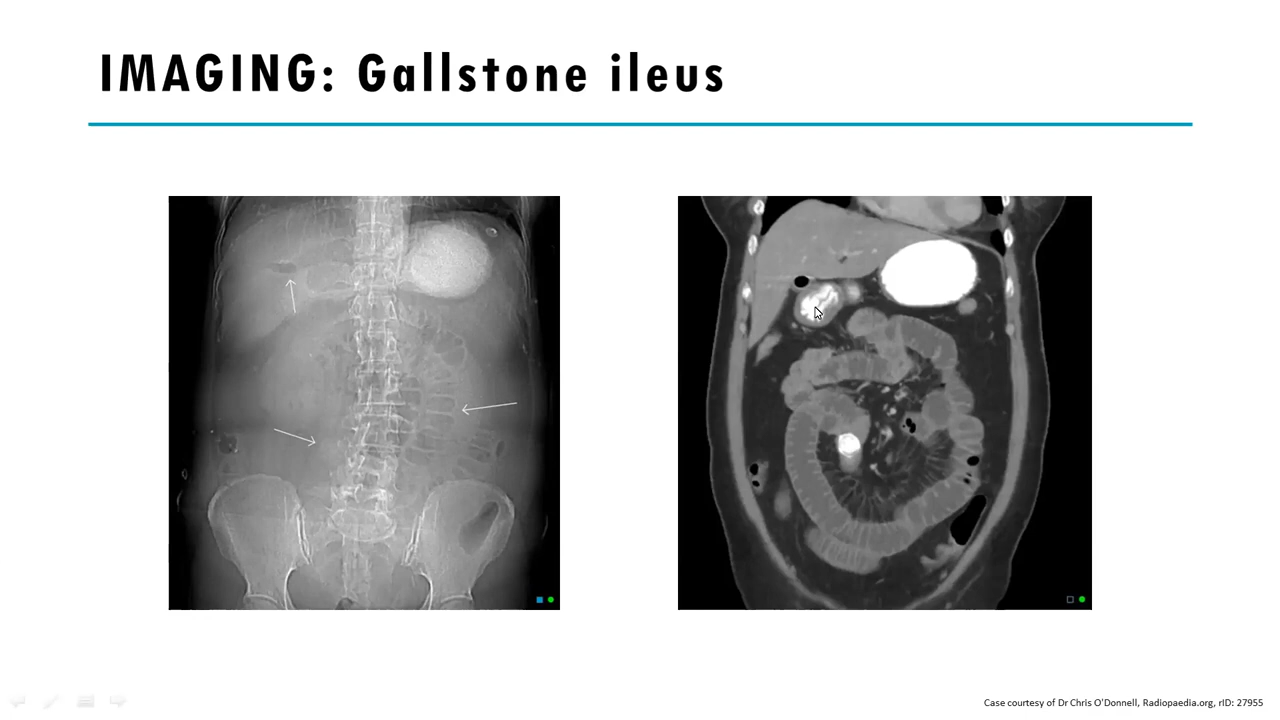 IMAGING: Gallstone ileus
Case courtesy of Dr Chris O'Donnell, Radiopaedia.org, rID: 27955